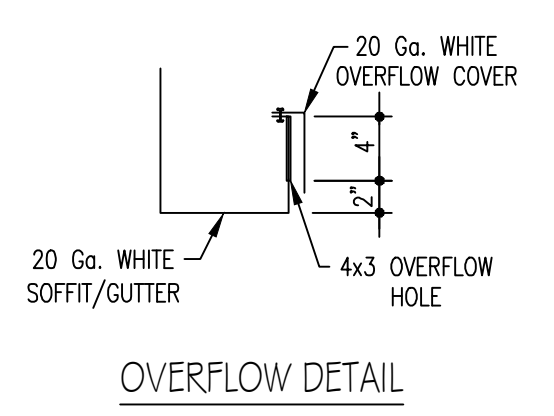 20 Ga. WHITE
OVERFLOW COVER
4"
2"
20 Ga. WHITE
SOFFIT/GUTTER
4x3 OVERFLOW
HOLE
OVERFLOW DETAIL